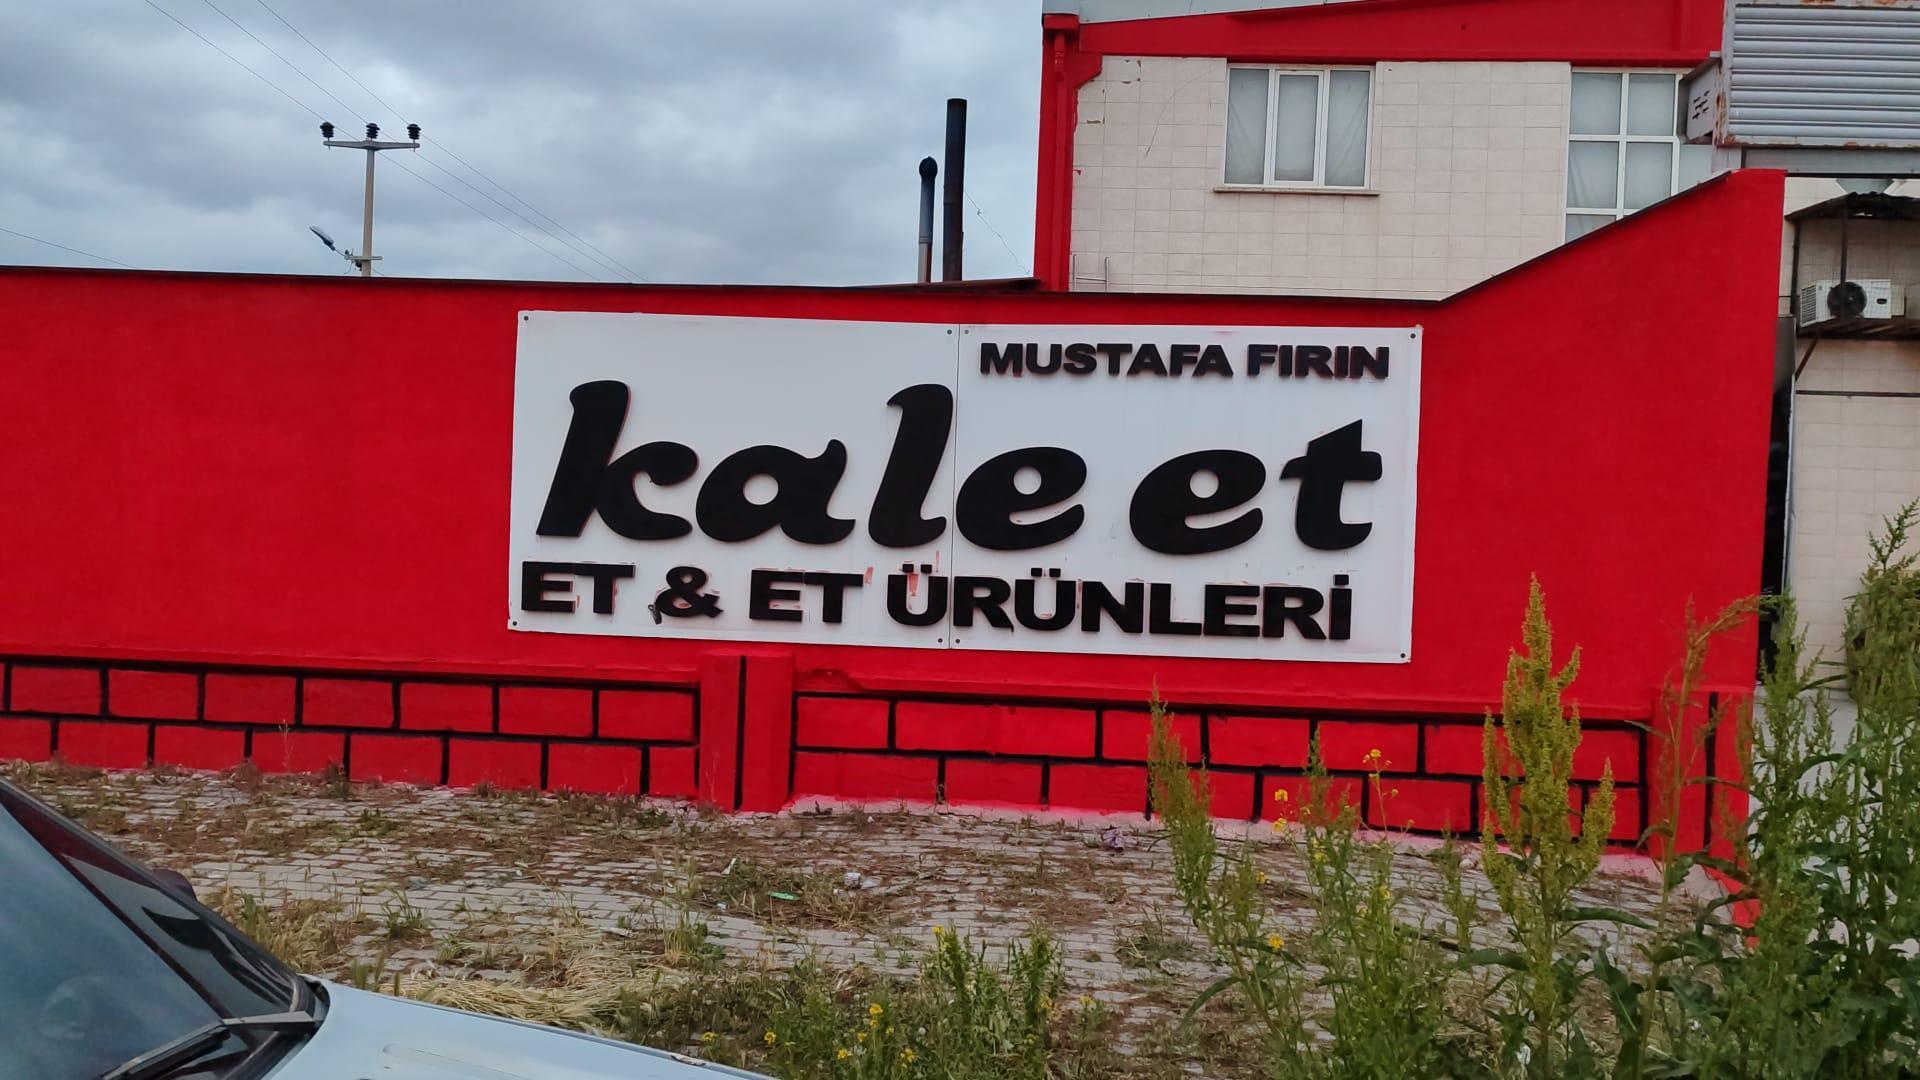 MUSTAFA FIRIN
kale et
ET & ET ÜRÜNLERİ